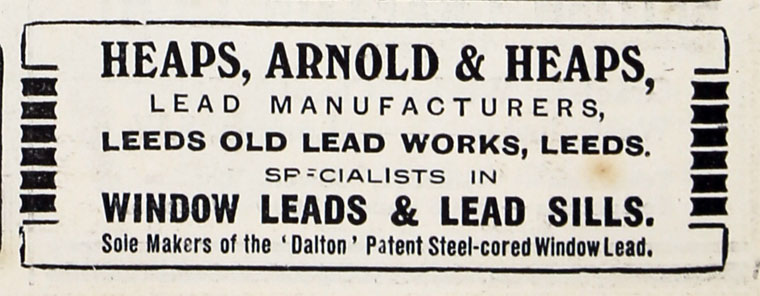 HEAPS, ARNOLD & HEAPS,
LEAD MANUFACTURERS,
LEEDS OLD LEAD WORKS, LEEDS.
SPECIALISTS IN
WINDOW LEADS & LEAD SILLS.
Sole Makers of the ‘Dalton’ Patent Steel-cored Window Lead.